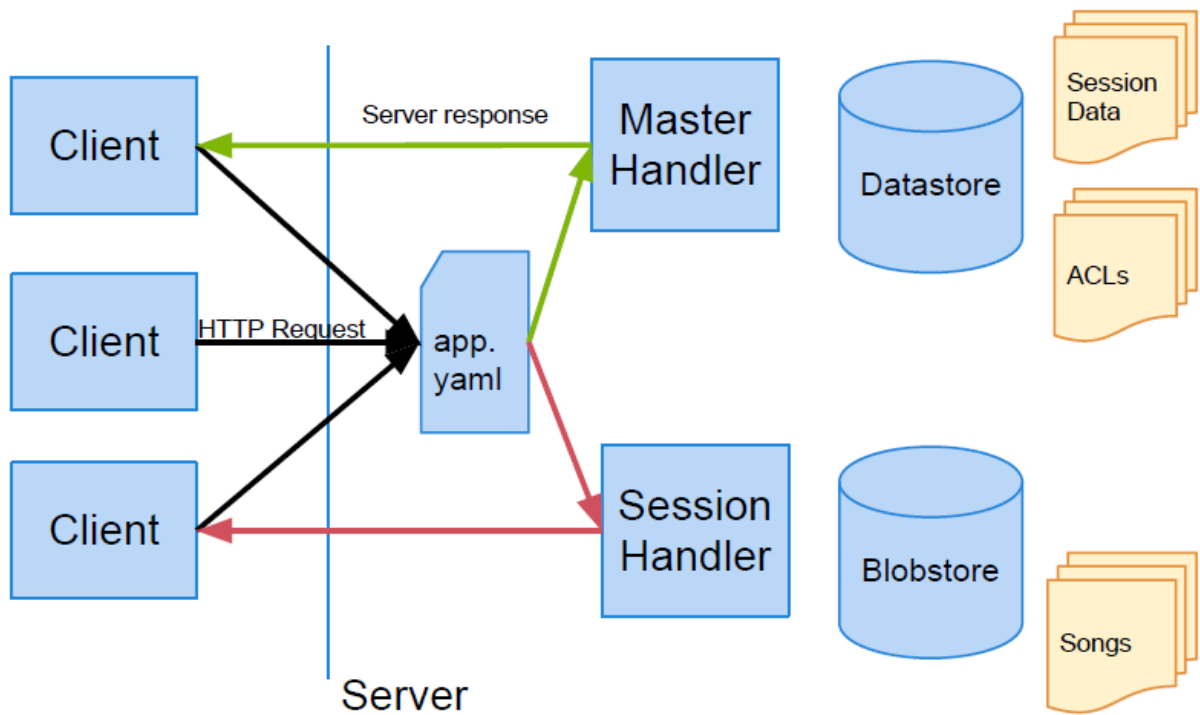 Client
Server response
Master
Handler
Datastore
Session
Data
ACLs
Client
HTTP Request
app.
yaml
Client
Session
Handler
Blobstore
Songs
Server